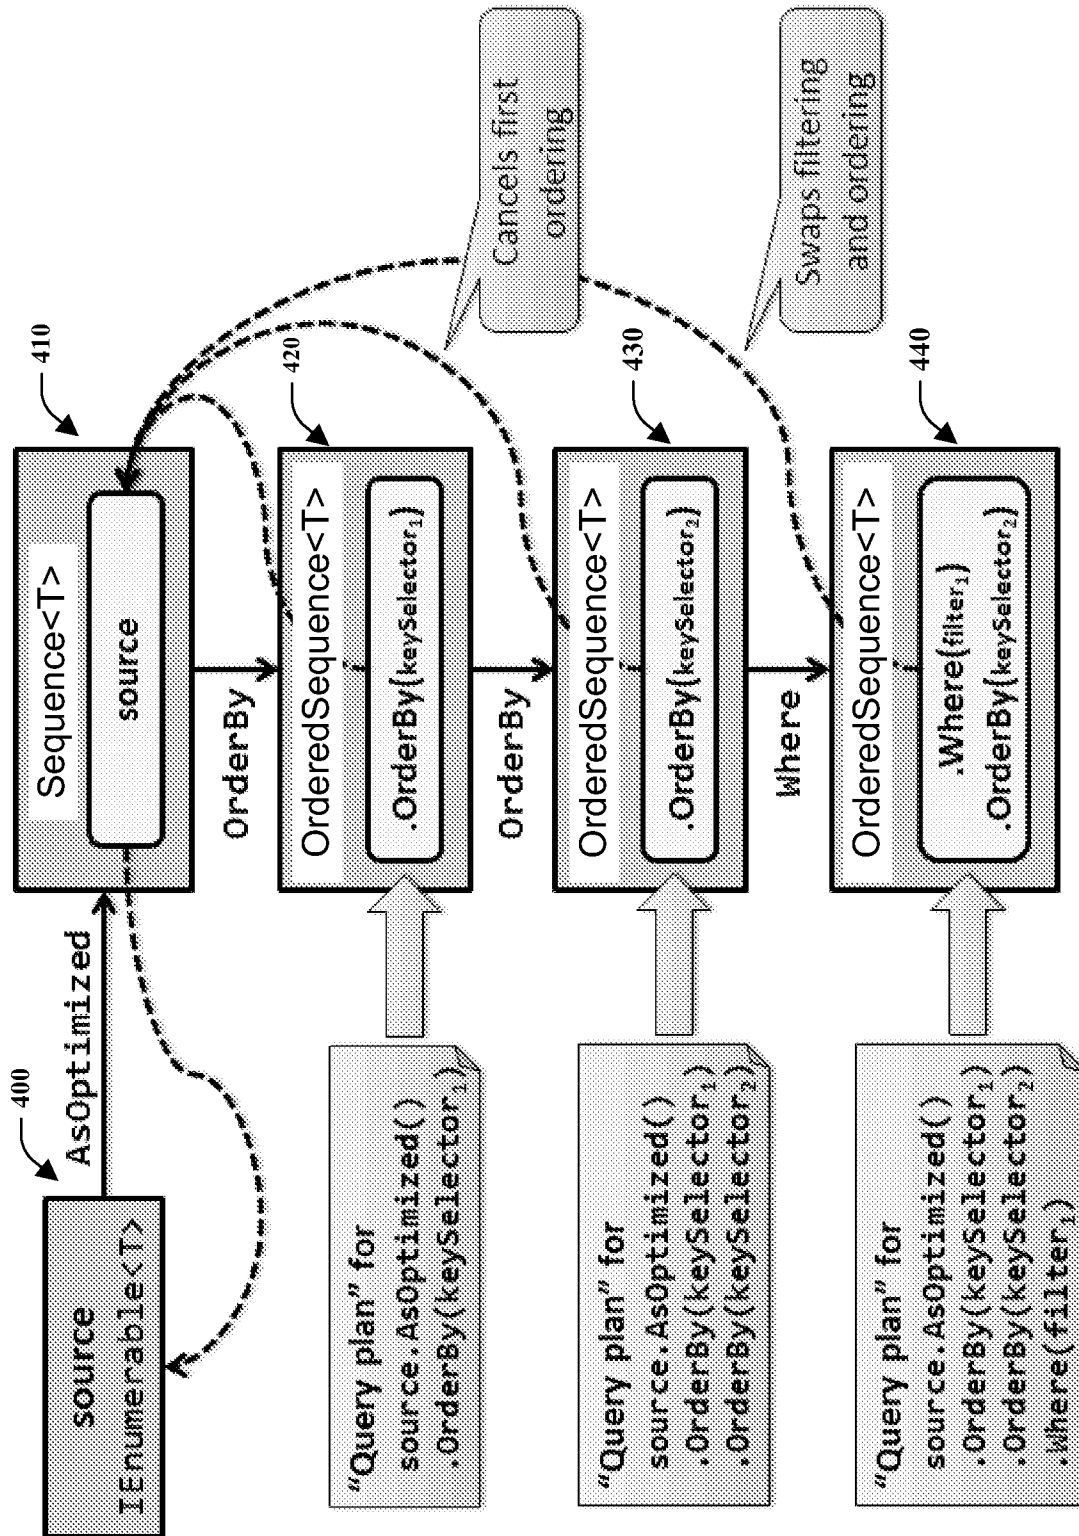 400
source
IEnumerable<T>
AsOptimized
410
Sequence<T>
source
OrderBy
"Query plan" for
source.AsOptimized()
.OrderBy(keySelector₁)
420
OrderedSequence<T>
.OrderBy(keySelector₁)
Cancels first
ordering
OrderBy
"Query plan" for
source.AsOptimized()
.OrderBy(keySelector₁)
.OrderBy(keySelector₂)
430
OrderedSequence<T>
.OrderBy(keySelector₂)
Swaps filtering
and ordering
Where
"Query plan" for
source.AsOptimized()
.OrderBy(keySelector₁)
.OrderBy(keySelector₂)
.Where(filter₁)
440
OrderedSequence<T>
.Where(filter₁)
.OrderBy(keySelector₂)